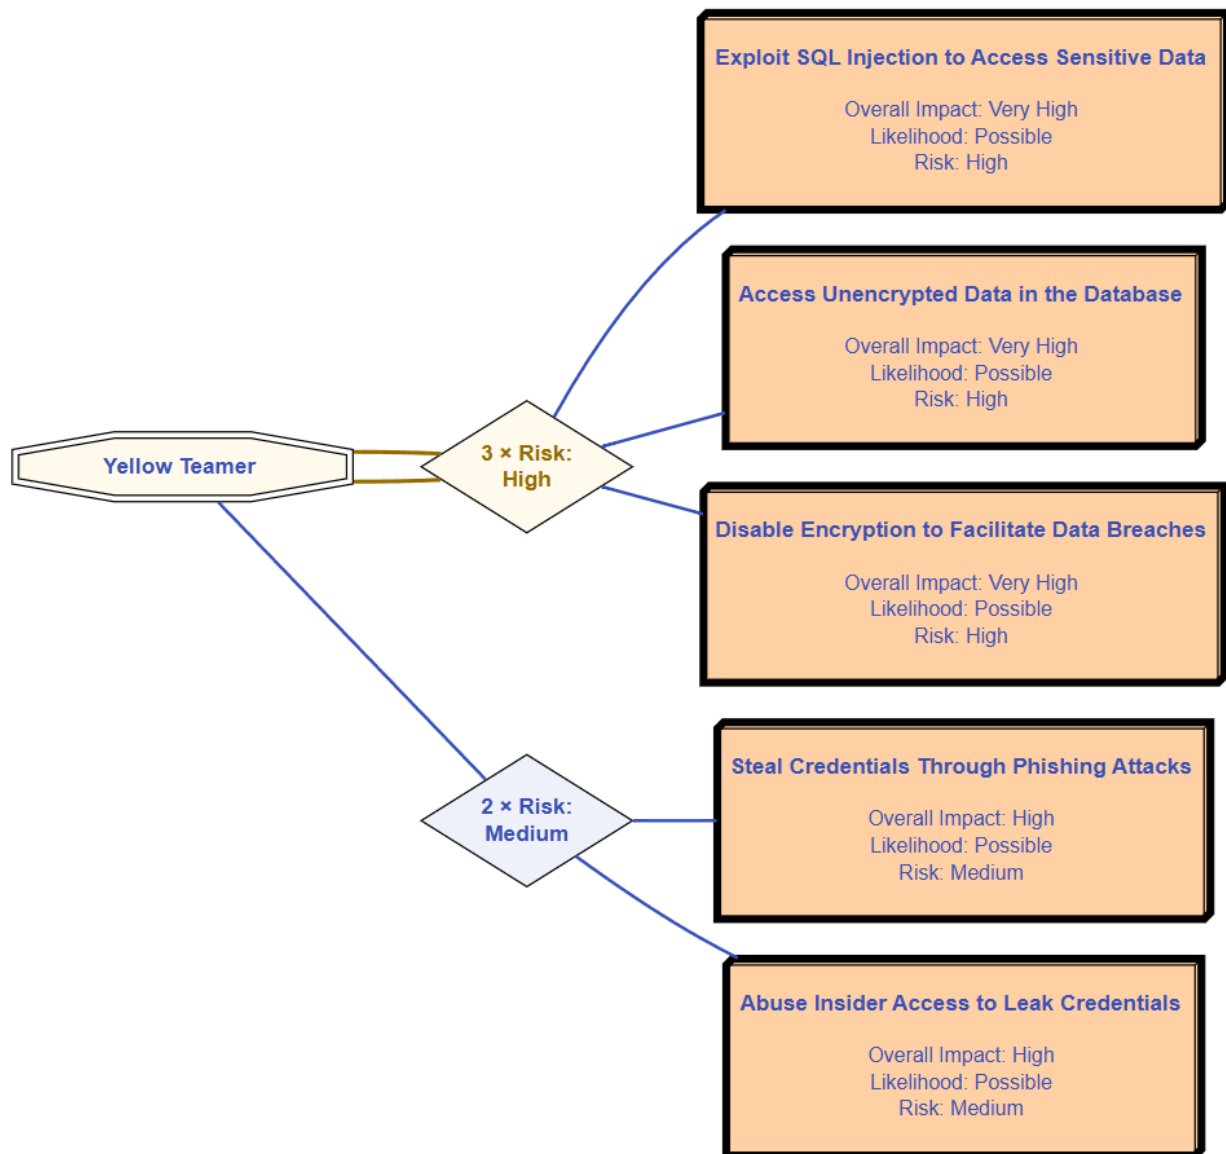 Exploit SQL Injection to Access Sensitive Data
Overall Impact: Very High
Likelihood: Possible
Risk: High
Access Unencrypted Data in the Database
Overall Impact: Very High
Likelihood: Possible
Risk: High
Yellow Teamer
3 × Risk:
High
Disable Encryption to Facilitate Data Breaches
Overall Impact: Very High
Likelihood: Possible
Risk: High
2 × Risk:
Medium
Steal Credentials Through Phishing Attacks
Overall Impact: High
Likelihood: Possible
Risk: Medium
Abuse Insider Access to Leak Credentials
Overall Impact: High
Likelihood: Possible
Risk: Medium